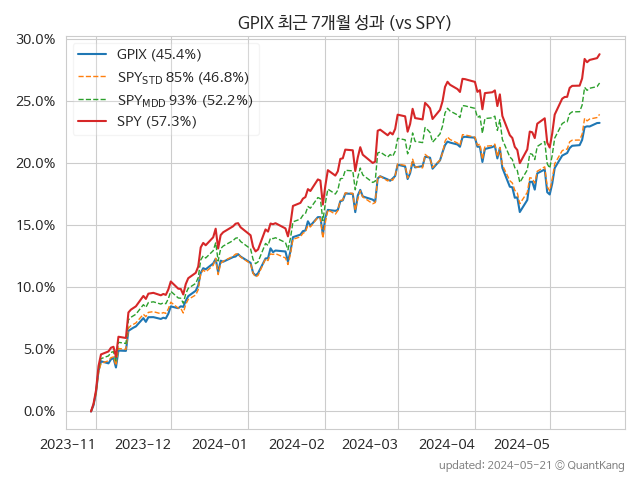 GPIX 최근 7개월 성과 (vs SPY)
30.0%
25.0%
20.0%
15.0%
10.0%
5.0%
0.0%
GPIX (45.4%)
SPY_STD 85% (46.8%)
SPY_MDD 93% (52.2%)
SPY (57.3%)
2023-11 2023-12 2024-01 2024-02 2024-03 2024-04 2024-05
updated: 2024-05-21 © QuantKang